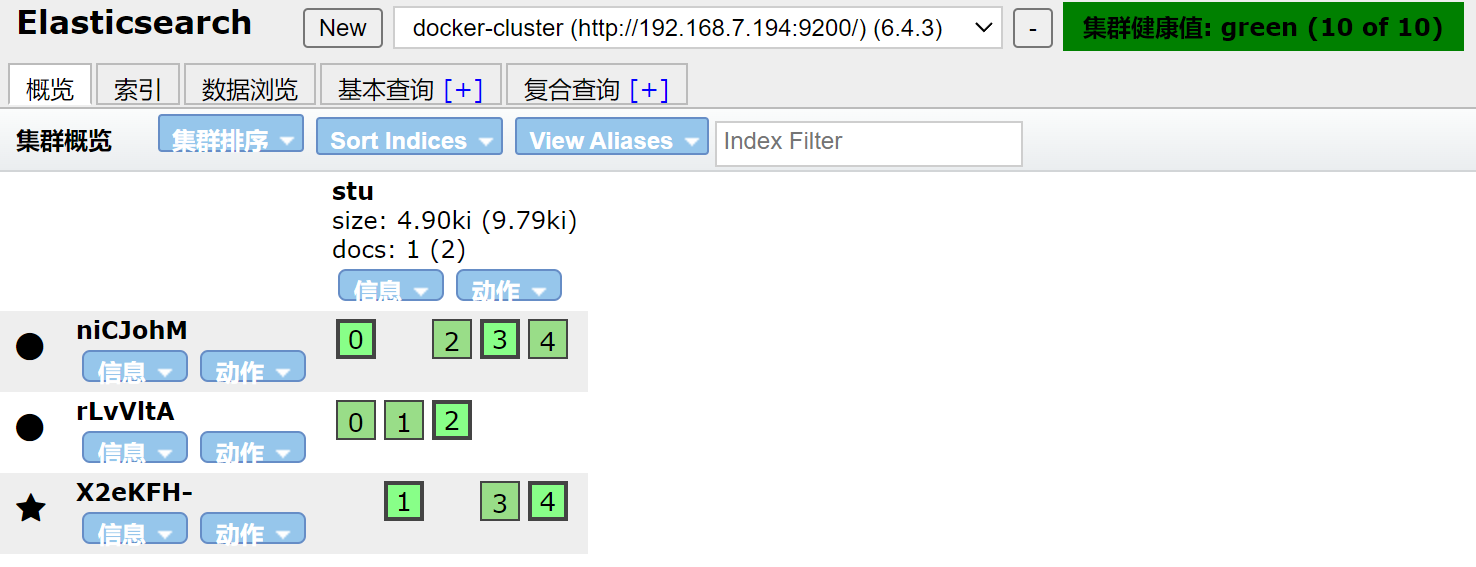 Elasticsearch New docker-cluster (http://192.168.7.194:9200/) (6.4.3) - 集群健康值: green (10 of 10)
概览 索引 数据浏览 基本查询 [+] 复合查询 [+]
集群概览 集群排序 Sort Indices View Aliases Index Filter
stu
size: 4.90ki (9.79ki)
docs: 1 (2)
信息 动作
niCJohM 0 2 3 4
信息 动作
rLvVltA 0 1 2
信息 动作
X2eKFH- 1 3 4
信息 动作